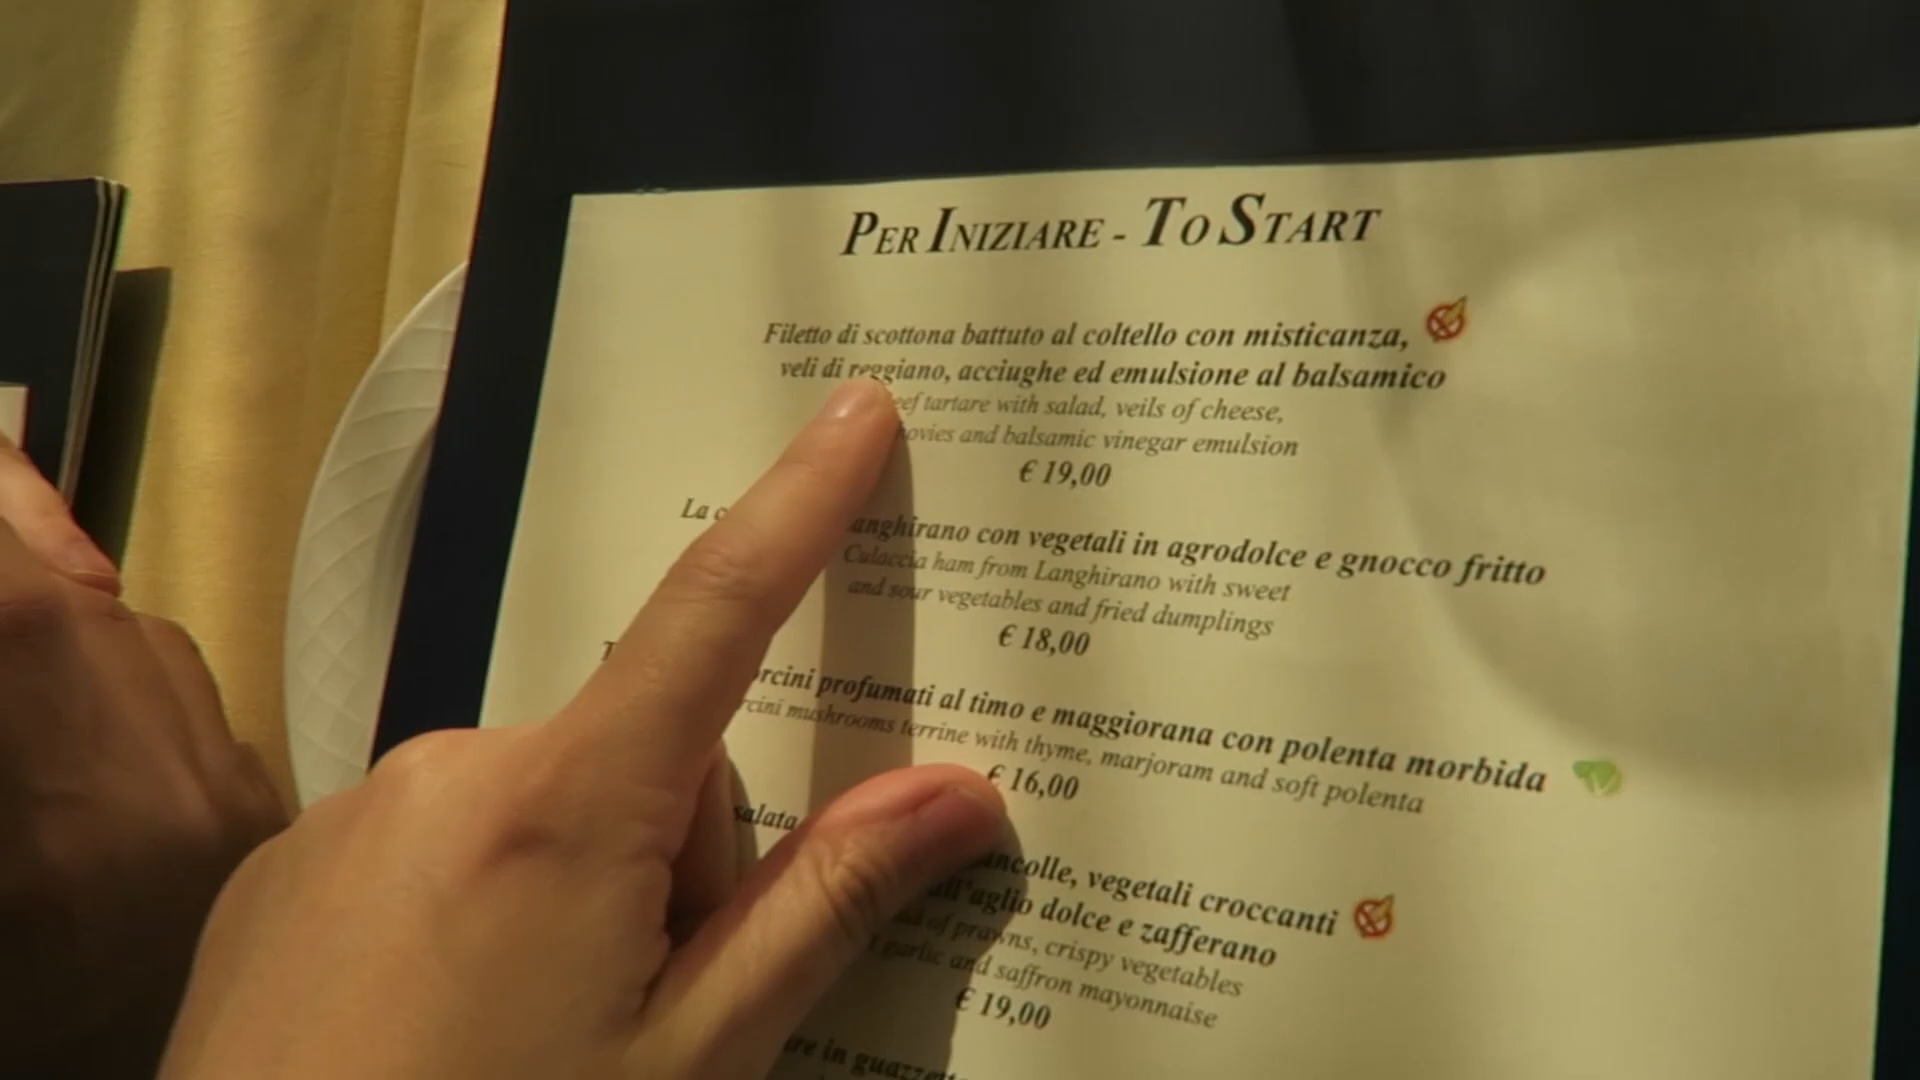 PER INIZIARE - TO START
Filetto di scottona battuto al coltello con misticanza,
veli di reggiano, acciughe ed emulsione al balsamico
tartare with salad, veils of cheese,
and balsamic vinegar emulsion
€ 19,00
La con vegetali in agrodolce e gnocco fritto
Culaccia ham from Langhirano with sweet
and sour vegetables and fried dumplings
€ 18,00
profumati al timo e maggiorana con polenta morbida
mushrooms terrine with thyme, marjoram and soft polenta
€ 16,00
vegetali croccanti
all'aglio dolce e zafferano
of prawns, crispy vegetables
garlic and saffron mayonnaise
€ 19,00
in